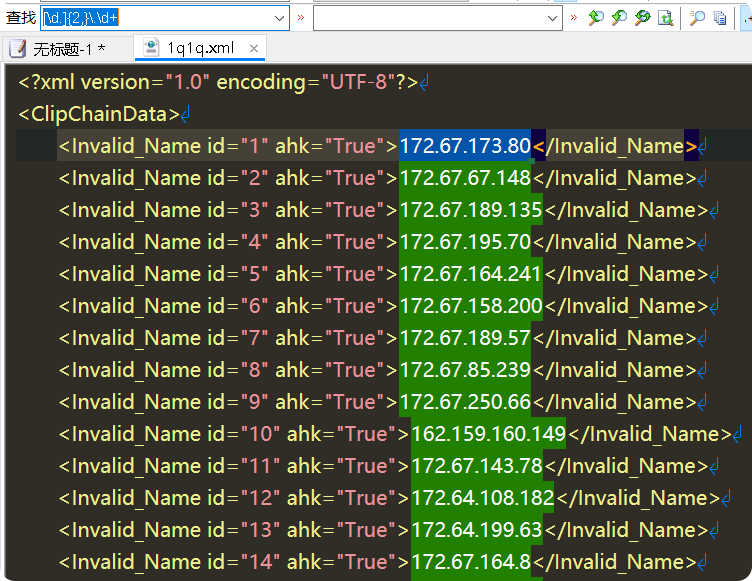 查找 [\d.]{2,}\.\d+
无标题-1 * 1q1q.xml
<?xml version="1.0" encoding="UTF-8"?>
<ClipChainData>
<Invalid_Name id="1" ahk="True">172.67.173.80</Invalid_Name>
<Invalid_Name id="2" ahk="True">172.67.67.148</Invalid_Name>
<Invalid_Name id="3" ahk="True">172.67.189.135</Invalid_Name>
<Invalid_Name id="4" ahk="True">172.67.195.70</Invalid_Name>
<Invalid_Name id="5" ahk="True">172.67.164.241</Invalid_Name>
<Invalid_Name id="6" ahk="True">172.67.158.200</Invalid_Name>
<Invalid_Name id="7" ahk="True">172.67.189.57</Invalid_Name>
<Invalid_Name id="8" ahk="True">172.67.85.239</Invalid_Name>
<Invalid_Name id="9" ahk="True">172.67.250.66</Invalid_Name>
<Invalid_Name id="10" ahk="True">162.159.160.149</Invalid_Name>
<Invalid_Name id="11" ahk="True">172.67.143.78</Invalid_Name>
<Invalid_Name id="12" ahk="True">172.64.108.182</Invalid_Name>
<Invalid_Name id="13" ahk="True">172.64.199.63</Invalid_Name>
<Invalid_Name id="14" ahk="True">172.67.164.8</Invalid_Name>